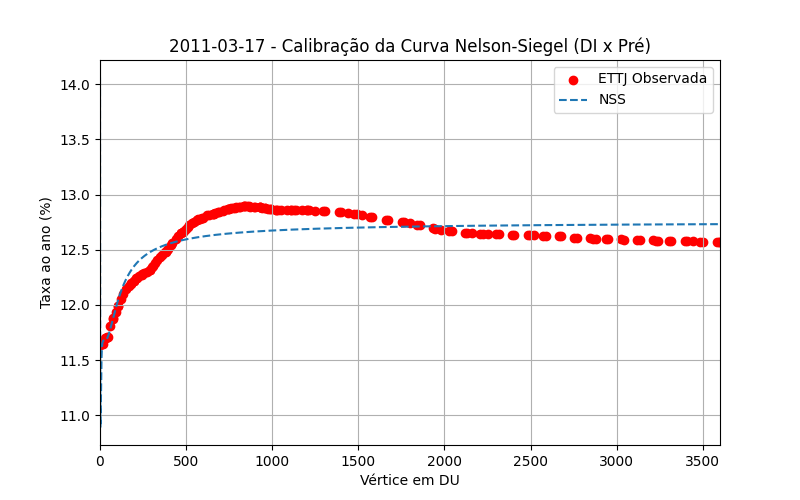 2011-03-17 - Calibração da Curva Nelson-Siegel (DI x Pré)
ETTJ Observada
NSS
Taxa ao ano (%)
14.0
13.5
13.0
12.5
12.0
11.5
11.0
0 500 1000 1500 2000 2500 3000 3500
Vértice em DU